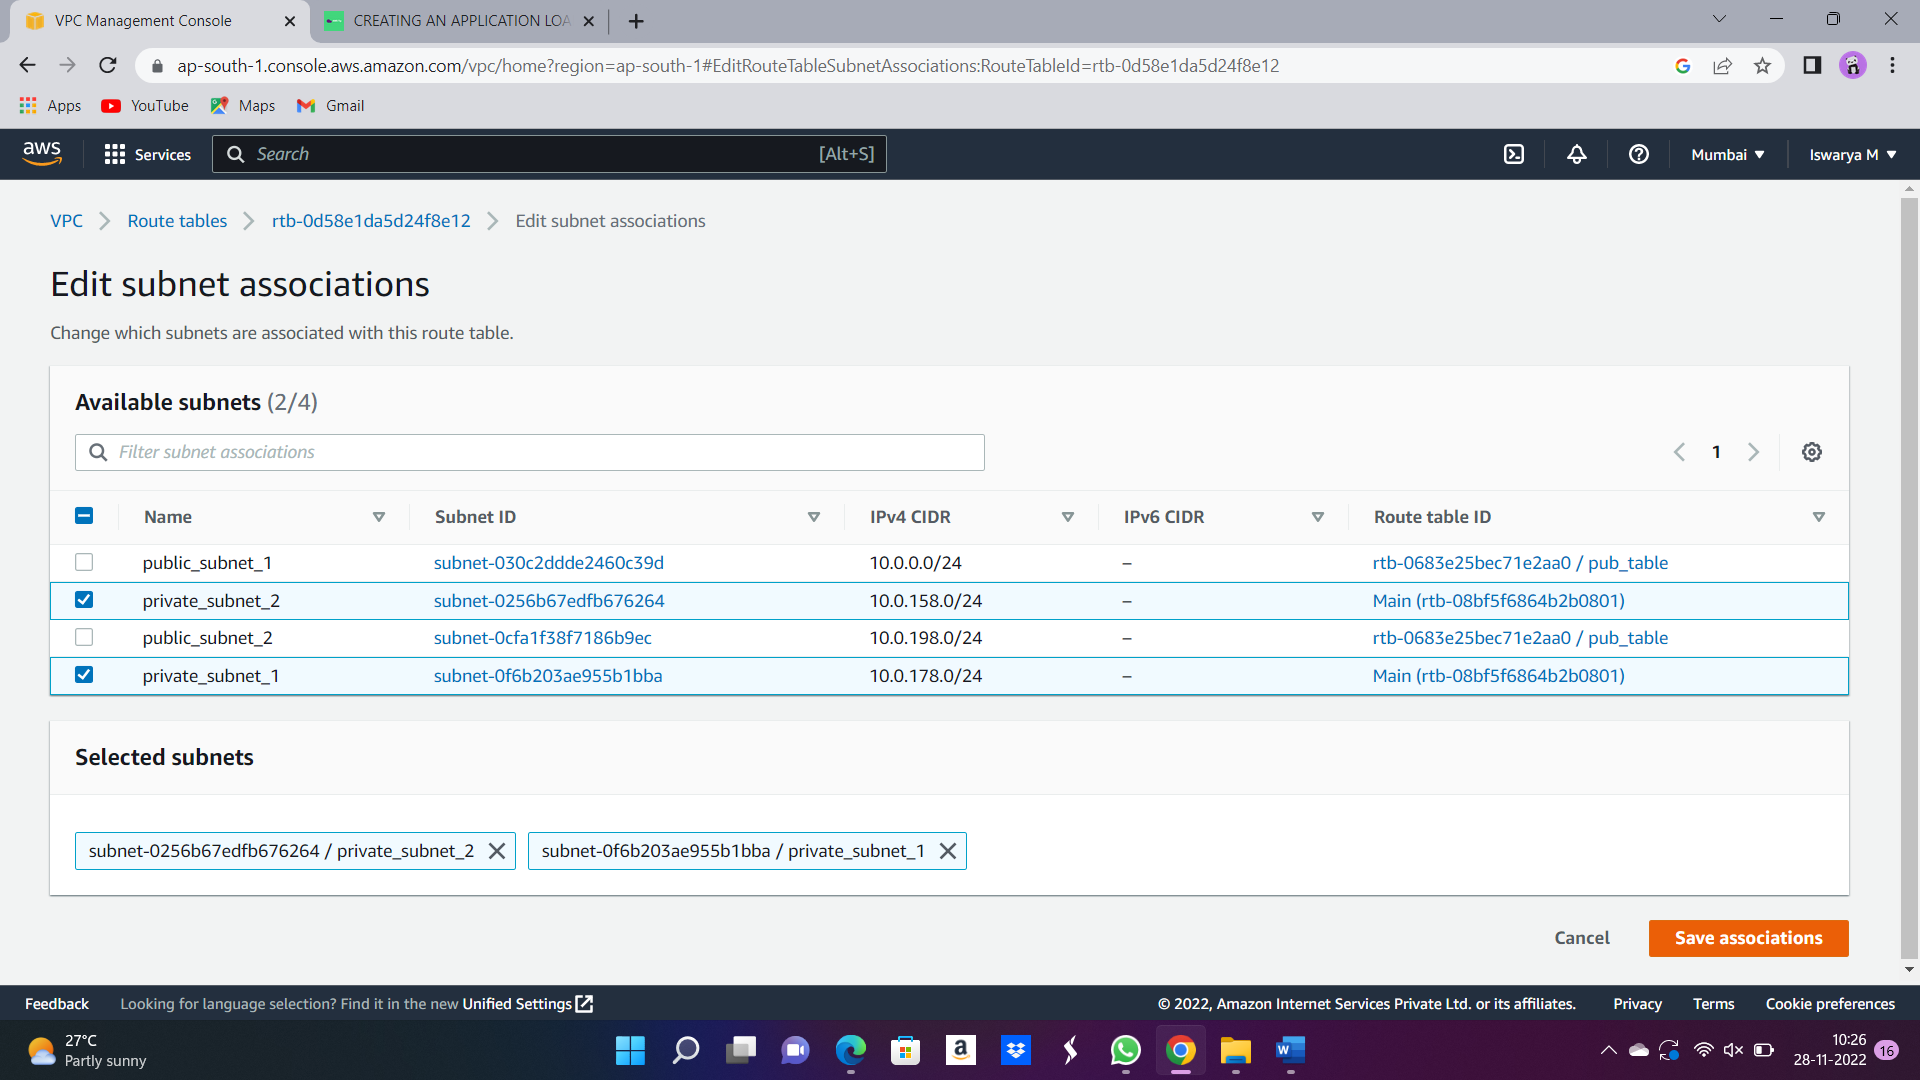 VPC Management Console
CREATING AN APPLICATION LOA
ap-south-1.console.aws.amazon.com/vpc/home?region=ap-south-1#EditRouteTableSubnetAssociations:RouteTableId=rtb-0d58e1da5d24f8e12
Apps YouTube Maps Gmail
aws Services Search [Alt+S] Mumbai Iswarya M
VPC Route tables rtb-0d58e1da5d24f8e12 Edit subnet associations
Edit subnet associations
Change which subnets are associated with this route table.
Available subnets (2/4)
Filter subnet associations
1
Name Subnet ID IPv4 CIDR IPv6 CIDR Route table ID
public_subnet_1 subnet-030c2ddde2460c39d 10.0.0.0/24 – rtb-0683e25bec71e2aa0 / pub_table
private_subnet_2 subnet-0256b67edfb676264 10.0.158.0/24 – Main (rtb-08bf5f6864b2b0801)
public_subnet_2 subnet-0cfa1f38f7186b9ec 10.0.198.0/24 – rtb-0683e25bec71e2aa0 / pub_table
private_subnet_1 subnet-0f6b203ae955b1bba 10.0.178.0/24 – Main (rtb-08bf5f6864b2b0801)
Selected subnets
subnet-0256b67edfb676264 / private_subnet_2 subnet-0f6b203ae955b1bba / private_subnet_1
Cancel Save associations
Feedback Looking for language selection? Find it in the new Unified Settings © 2022, Amazon Internet Services Private Ltd. or its affiliates. Privacy Terms Cookie preferences
27°C
Partly sunny
10:26
28-11-2022
16